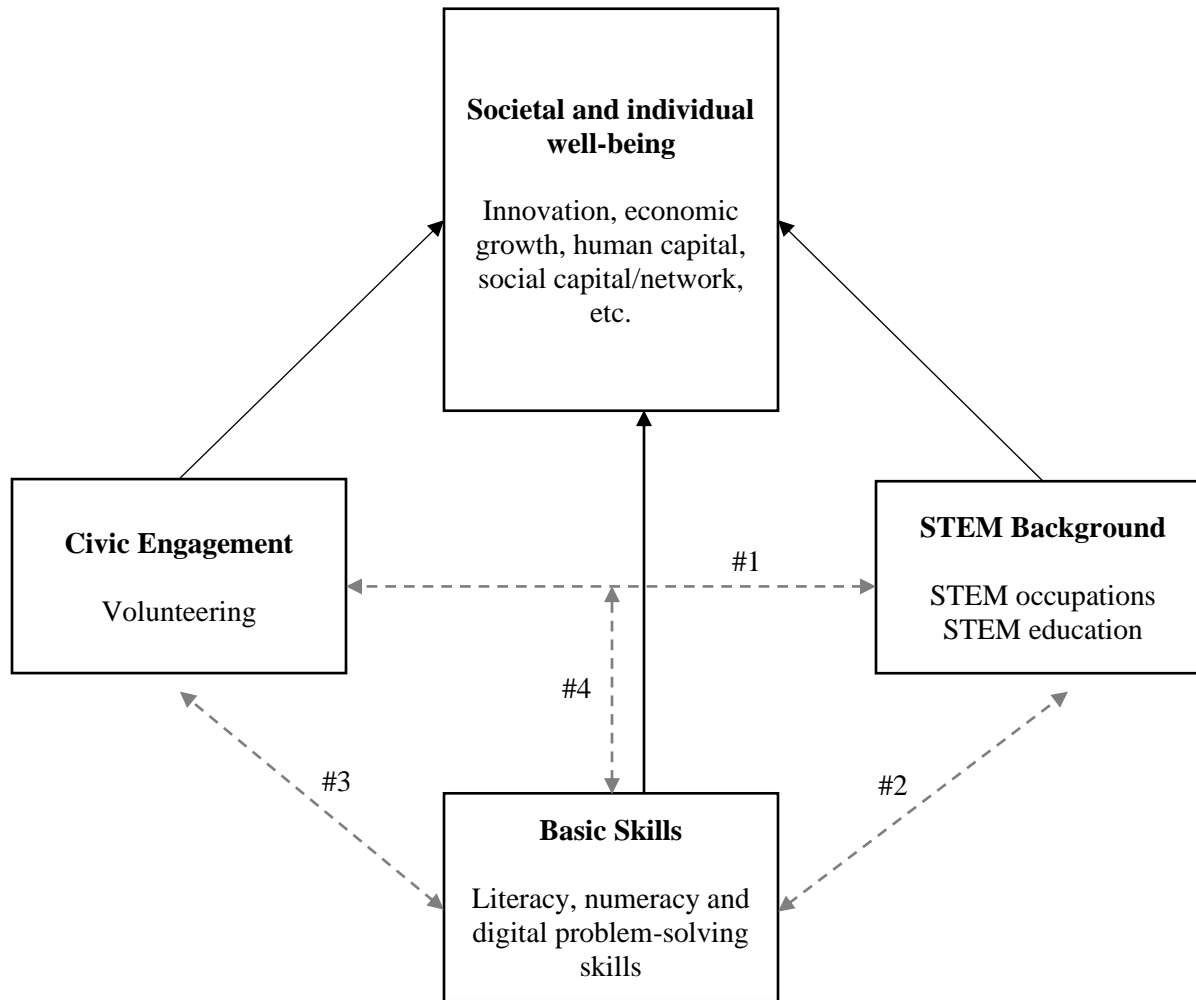 Societal and individual
well-being
Innovation, economic
growth, human capital,
social capital/network,
etc.
Civic Engagement
Volunteering
STEM Background
STEM occupations
STEM education
#1
#4
#3
#2
Basic Skills
Literacy, numeracy and
digital problem-solving
skills